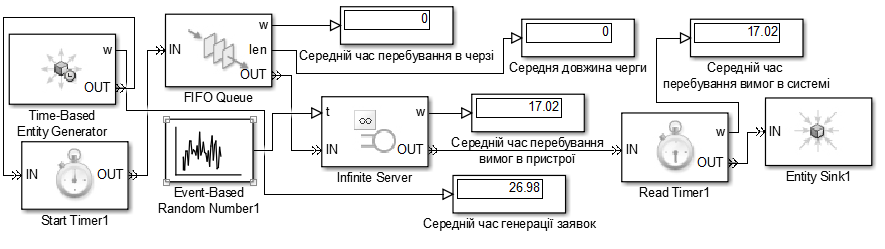 w
0
Середній час перебування в черзі
IN
len
OUT
FIFO Queue
0
Середня довжина черги
17.02
Середній час
перебування вимог в системі
w
OUT
Time-Based
Entity Generator
t
w
IN
OUT
Infinite Server
17.02
Середній час перебування
вимог в пристрої
w
IN
OUT
Read Timer1
IN
Entity Sink1
IN
OUT
Start Timer1
Event-Based
Random Number1
26.98
Середній час генерації заявок